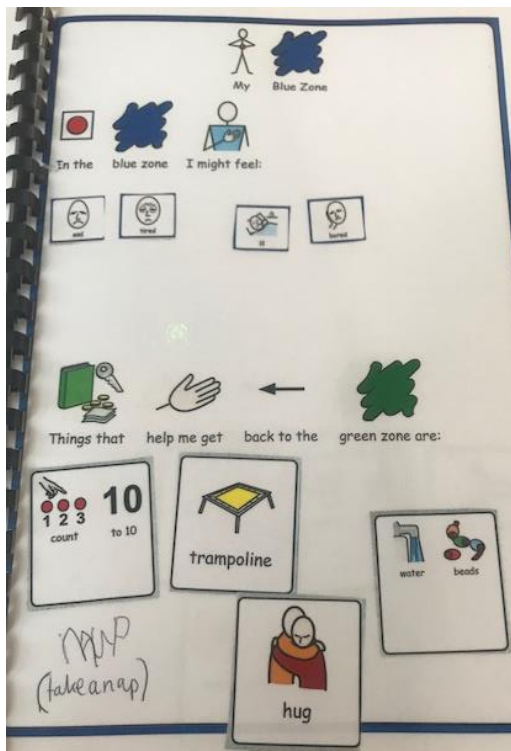 My Blue Zone
In the blue zone I might feel:
sad tired ill bored
Things that help me get back to the green zone are:
1 2 3 10
count to 10
trampoline
water beads
(take a nap)
hug